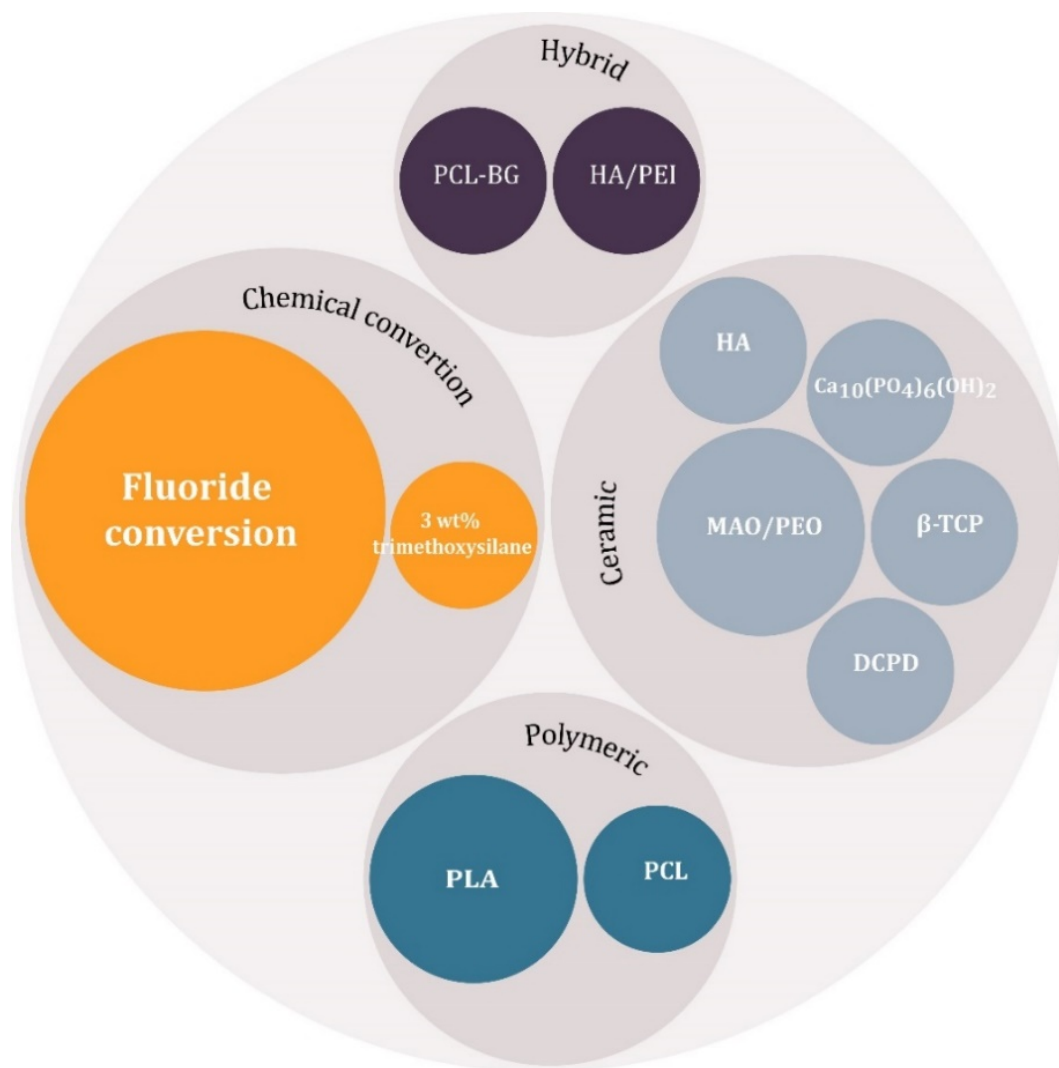 Hybrid
PCL-BG
HA/PEI
Chemical convertion
Fluoride
conversion
3 wt%
trimethoxysilane
Ceramic
HA
Ca10(PO4)6(OH)2
MAO/PEO
β-TCP
DCPD
Polymeric
PLA
PCL